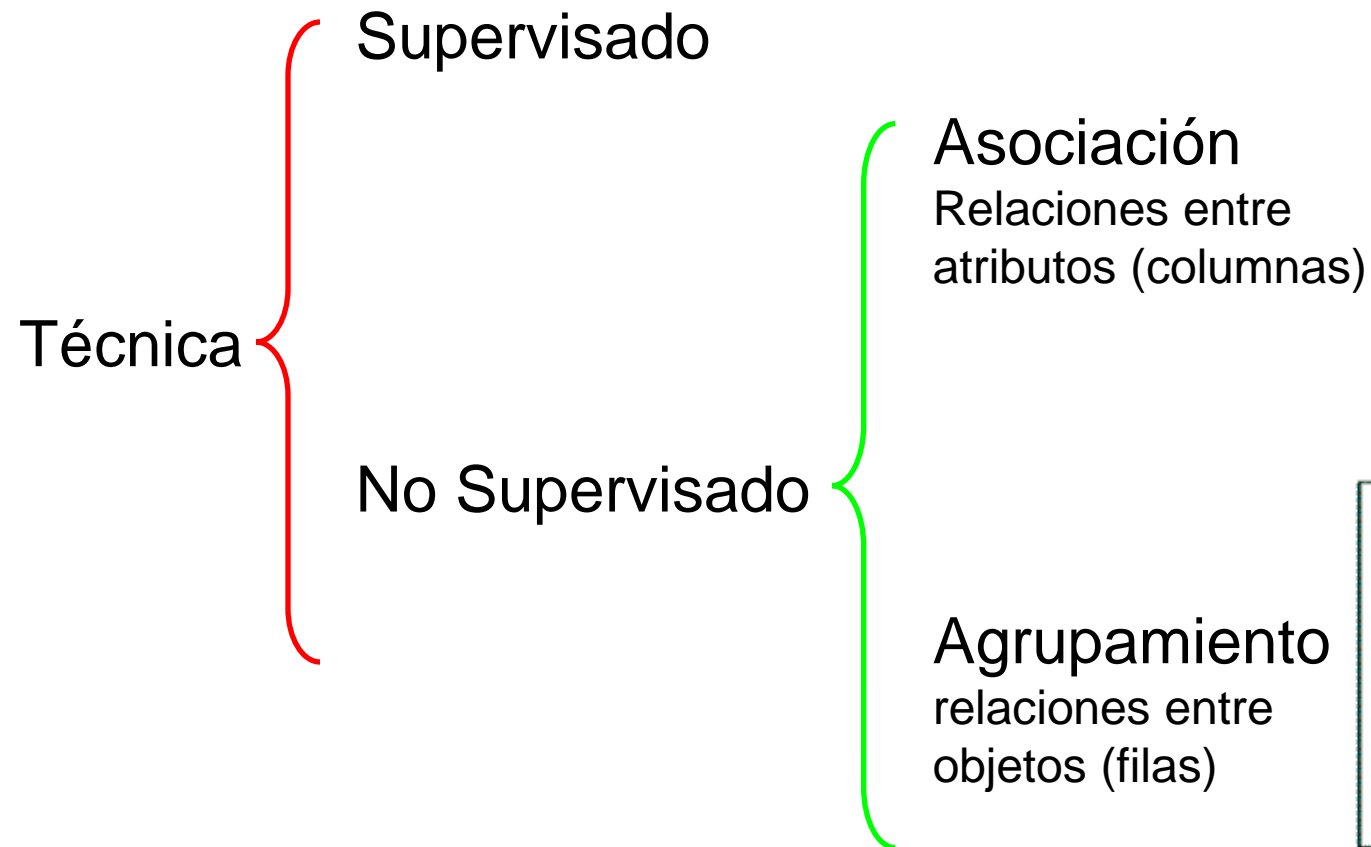 Supervisado
Asociación
Relaciones entre
atributos (columnas)
Técnica
No Supervisado
Agrupamiento
relaciones entre
objetos (filas)